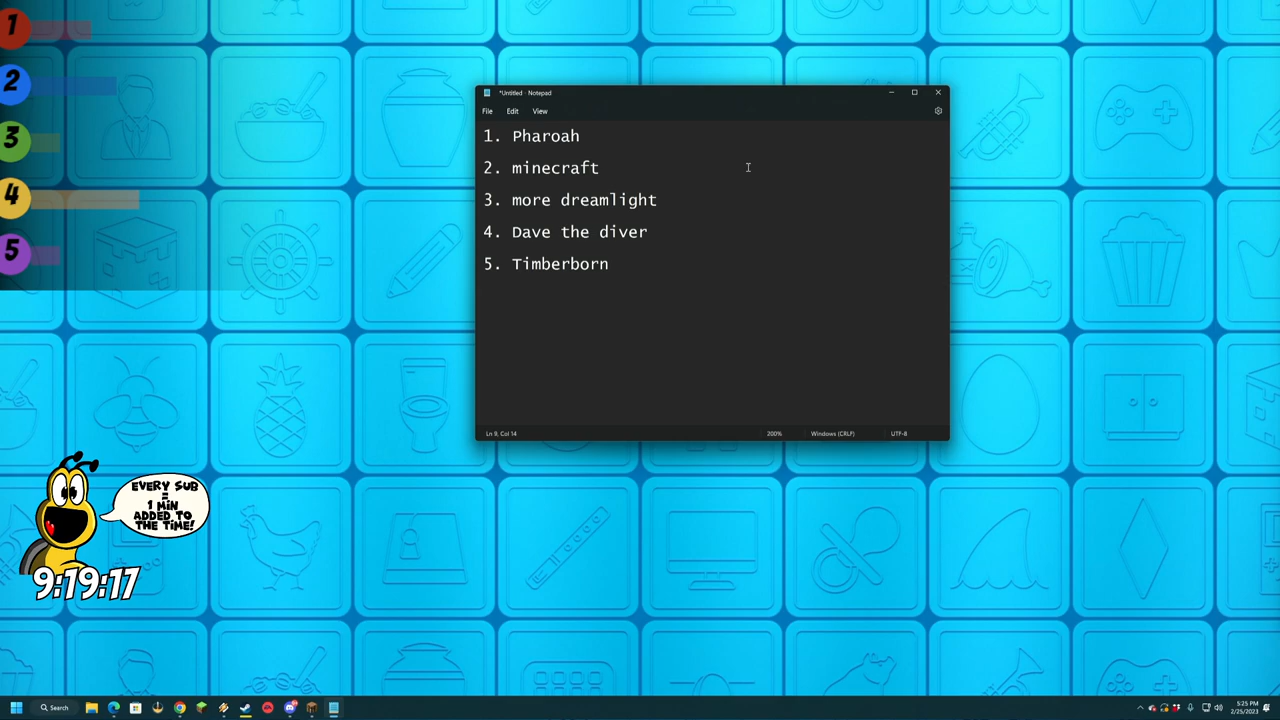 1
2
3
4
5
*Untitled - Notepad
File Edit View
1. Pharoah
2. minecraft
3. more dreamlight
4. Dave the diver
5. Timberborn
Ln 9, Col 14
200%
Windows (CRLF)
UTF-8
EVERY SUB
=
1 MIN
ADDED TO
THE TIME!
9:19:17
Search
5:25 PM
2/25/2023